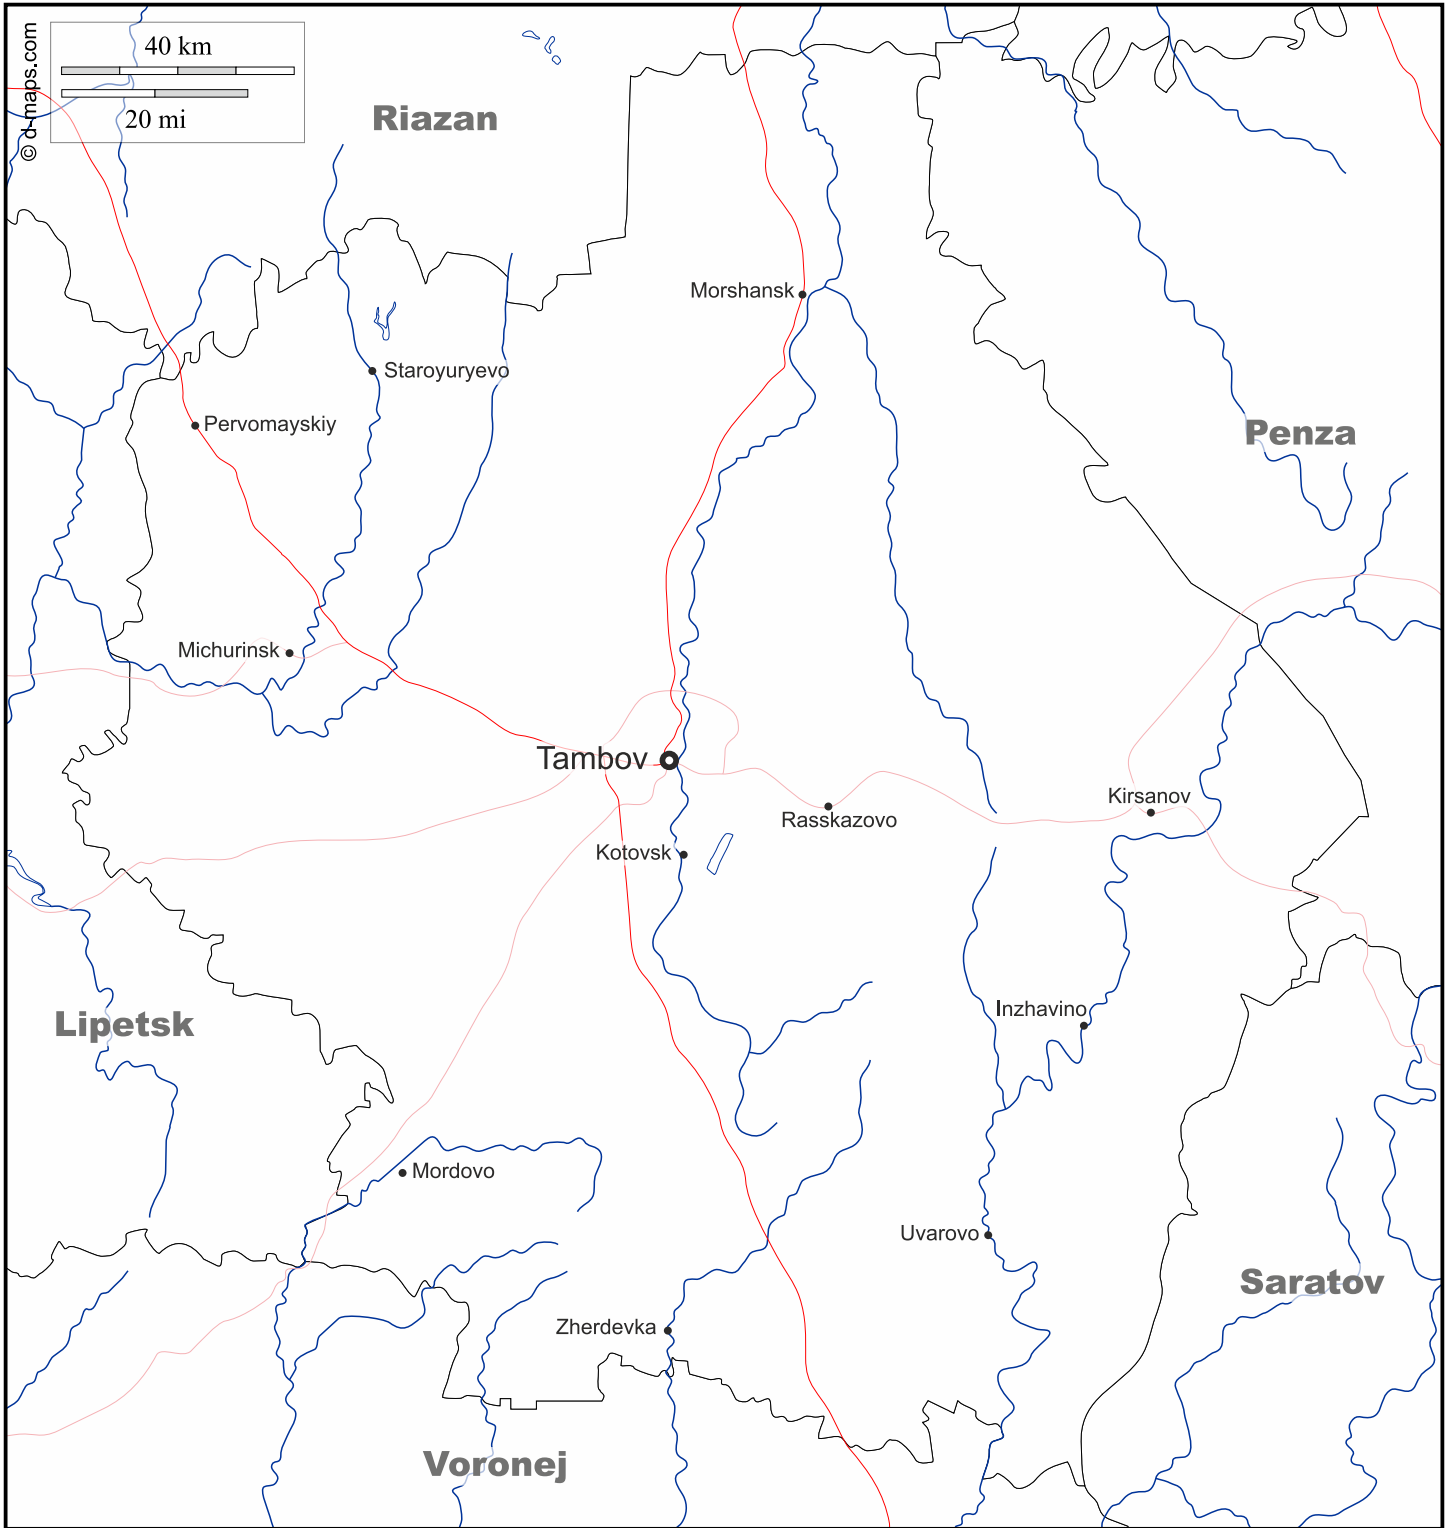 40 km
20 mi
© d-maps.com
Riazan
Morshansk
Staroyuryevo
Pervomayskiy
Penza
Michurinsk
Tambov
Kirsanov
Rasskazovo
Kotovsk
Inzhavino
Lipetsk
Mordovo
Uvarovo
Saratov
Zherdevka
Voronej